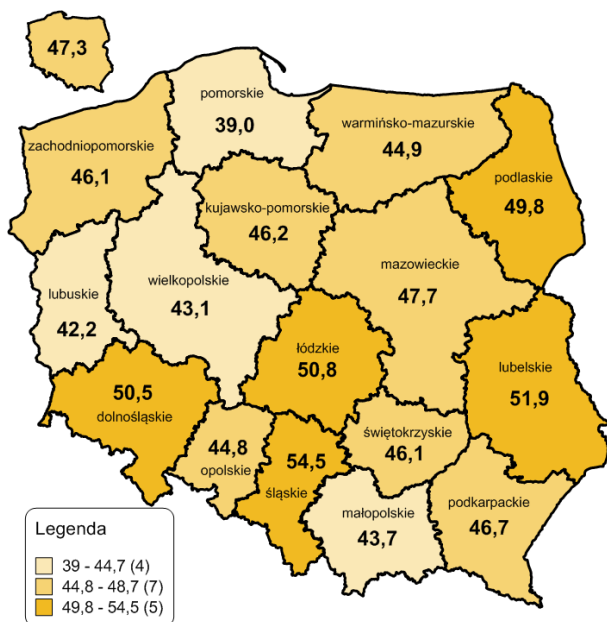 47,3
pomorskie
39,0
warmińsko-mazurskie
44,9
zachodniopomorskie
46,1
podlaskie
49,8
kujawsko-pomorskie
46,2
mazowieckie
47,7
lubuskie
42,2
wielkopolskie
43,1
łódzkie
50,8
lubelskie
51,9
50,5
dolnośląskie
44,8
opolskie
54,5
śląskie
świętokrzyskie
46,1
podkarpackie
46,7
małopolskie
43,7
Legenda
39 - 44,7 (4)
44,8 - 48,7 (7)
49,8 - 54,5 (5)